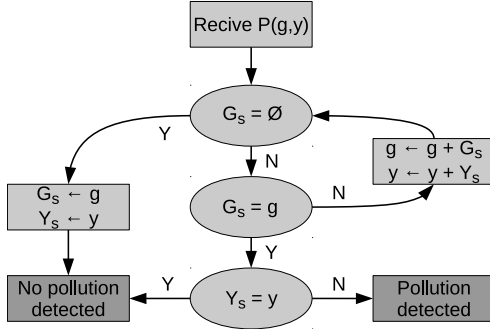 Recive P(g,y)
Gₛ = Ø
Y
N
g ← g + Gₛ
y ← y + Yₛ
Gₛ ← g
Yₛ ← y
Gₛ = g
N
Y
No pollution
detected
Y
Yₛ = y
N
Pollution
detected